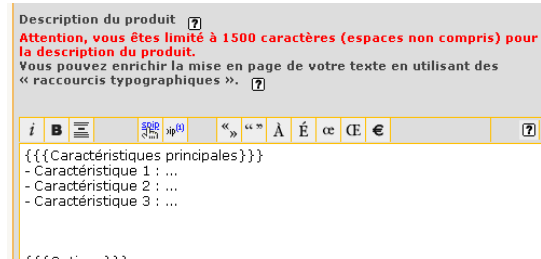 Description du produit ?
Attention, vous êtes limité à 1500 caractères (espaces non compris) pour
la description du produit.
Vous pouvez enrichir la mise en page de votre texte en utilisant des
« raccourcis typographiques ». ?
i B « » “ ” À É œ Œ € ?
{{{Caractéristiques principales}}}
- Caractéristique 1 : ...
- Caractéristique 2 : ...
- Caractéristique 3 : ...